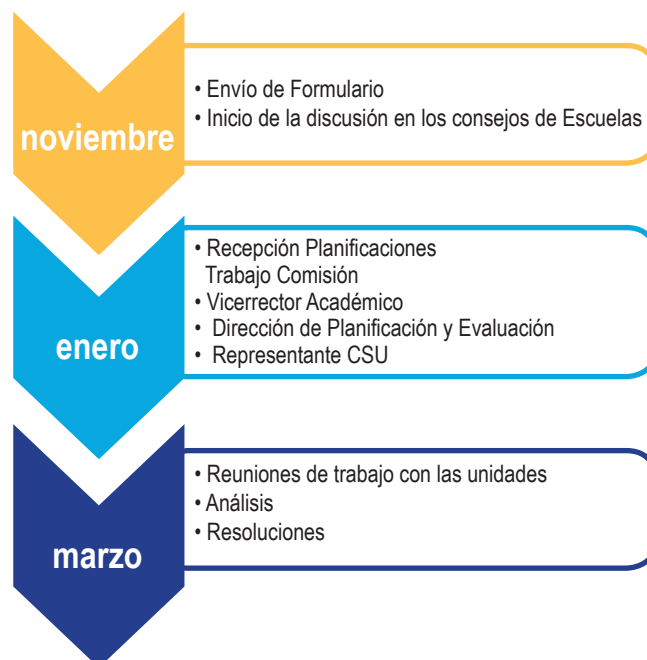 noviembre
• Envío de Formulario
• Inicio de la discusión en los consejos de Escuelas
enero
• Recepción Planificaciones
Trabajo Comisión
• Vicerrector Académico
• Dirección de Planificación y Evaluación
• Representante CSU
marzo
• Reuniones de trabajo con las unidades
• Análisis
• Resoluciones